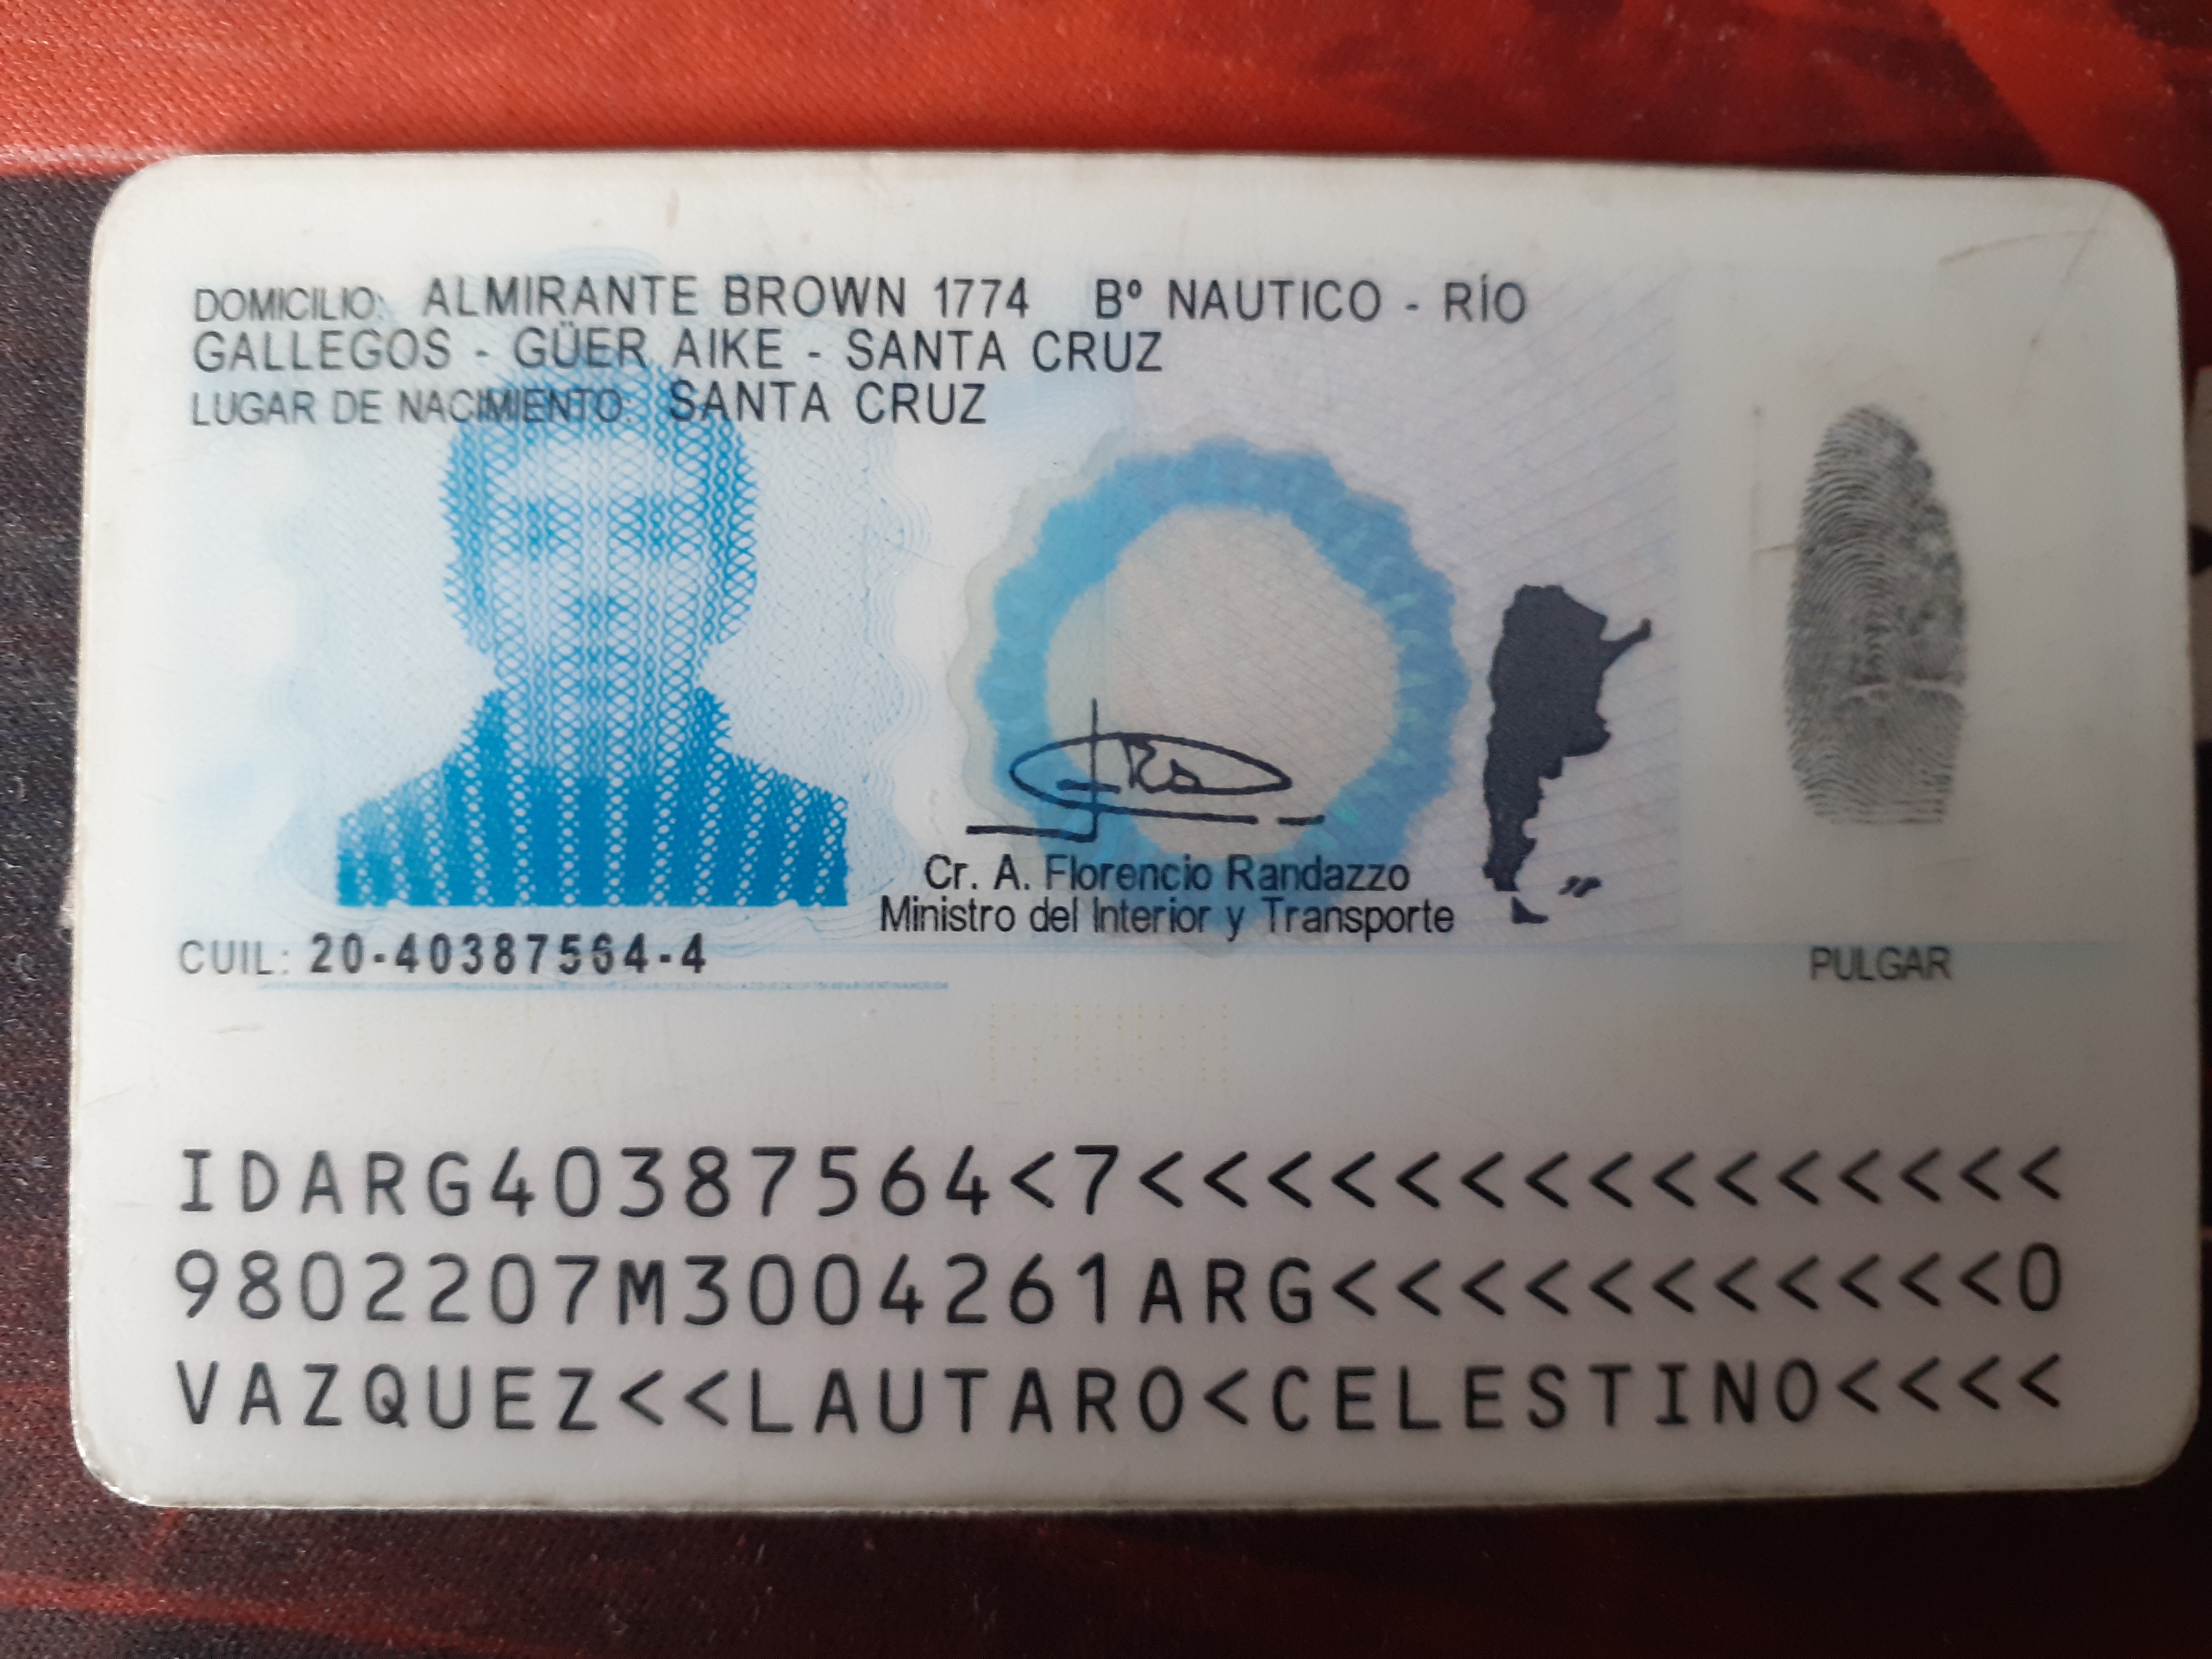 DOMICILIO: ALMIRANTE BROWN 1774 Bº NAUTICO - RÍO
GALLEGOS - GÜER AIKE - SANTA CRUZ
LUGAR DE NACIMIENTO: SANTA CRUZ
Cr. A. Florencio Randazzo
Ministro del Interior y Transporte
CUIL: 20-40387564-4
PULGAR
IDARG40387564<7<<<<<<<<<<<<<<<
9802207M3004261ARG<<<<<<<<<<<0
VAZQUEZ<<LAUTARO<CELESTINO<<<<